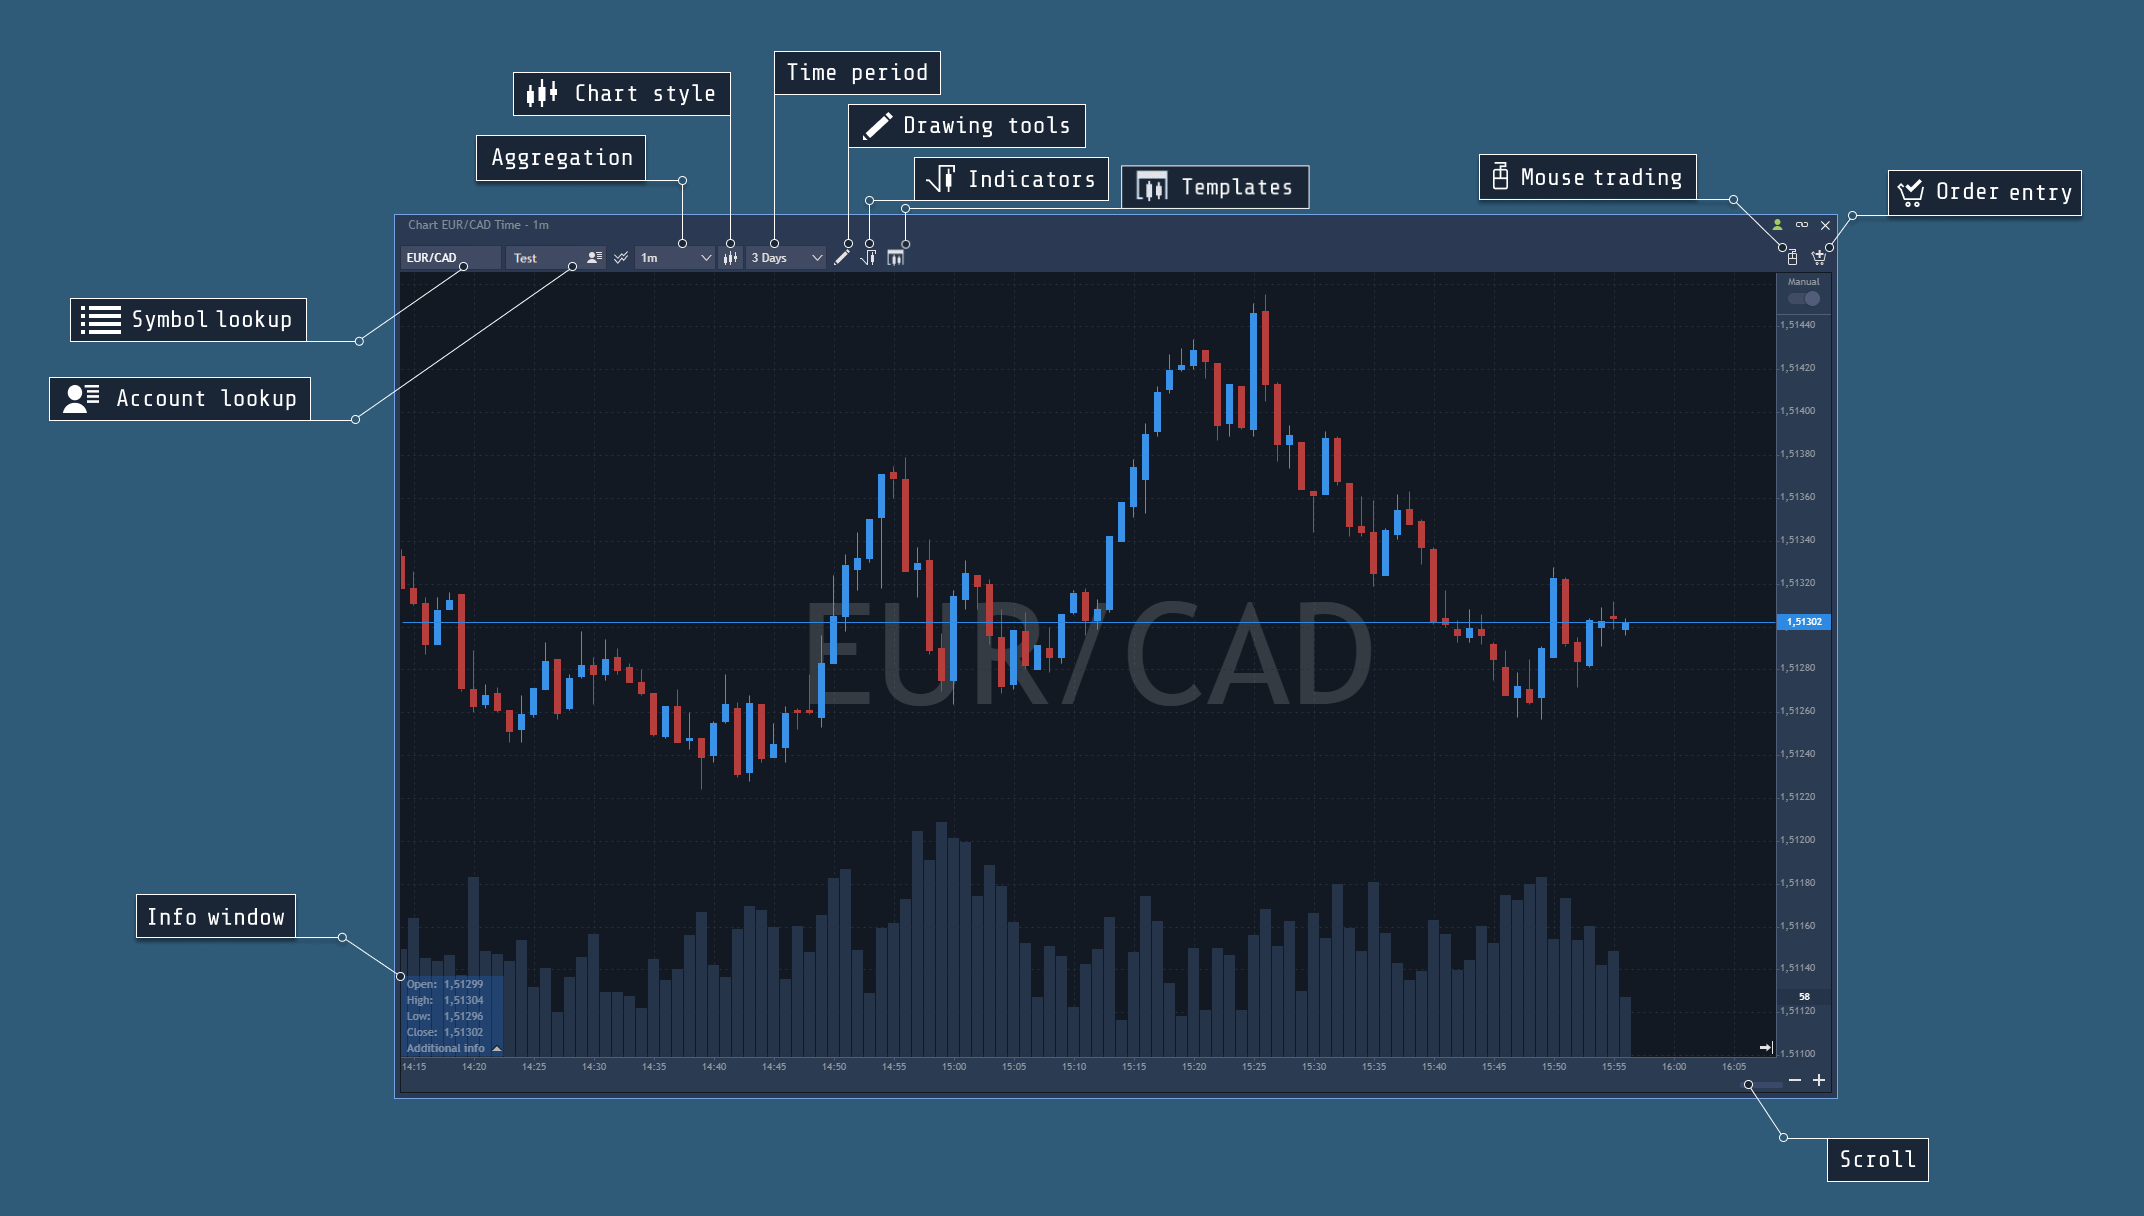 Time period
Chart style
Drawing tools
Aggregation
Indicators
Templates
Mouse trading
Order entry
Chart EUR/CAD Time - 1m
EUR/CAD
Test
1m
3 Days
Symbol lookup
Account lookup
Manual
1,51440
1,51420
1,51400
1,51380
1,51360
1,51340
1,51320
1,51302
1,51280
1,51260
1,51240
1,51220
1,51200
1,51180
1,51160
1,51140
58
1,51120
1,51100
EUR/CAD
Info window
Open: 1,51299
High: 1,51304
Low: 1,51296
Close: 1,51302
Additional info
14:15 14:20 14:25 14:30 14:35 14:40 14:45 14:50 14:55 15:00 15:05 15:10 15:15 15:20 15:25 15:30 15:35 15:40 15:45 15:50 15:55 16:00 16:05
Scroll